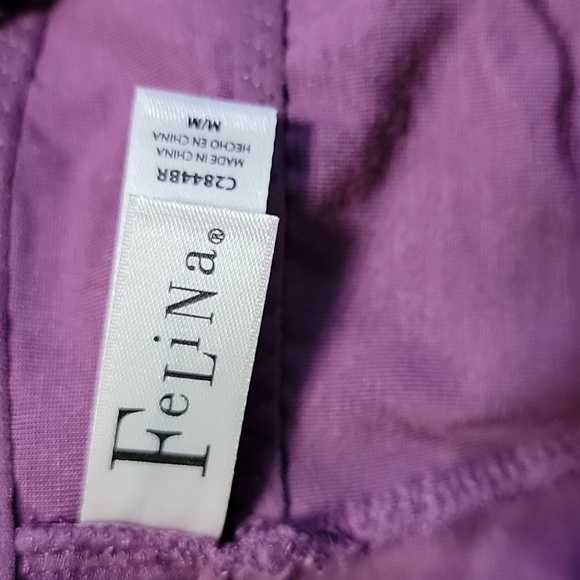 FeLiNa®
C2844BR
MADE IN CHINA
HECHO EN CHINA
M/M